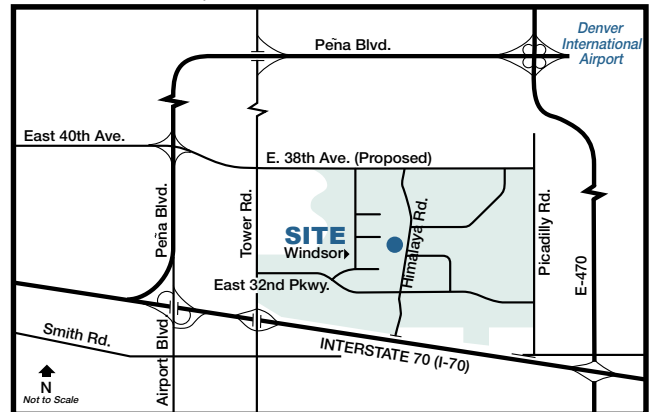 Peña Blvd.
Denver
International
Airport
East 40th Ave.
E. 38th Ave. (Proposed)
Peña Blvd.
Tower Rd.
SITE
Windsor
Himalaya Rd.
Picadilly Rd.
E-470
East 32nd Pkwy.
Smith Rd.
Airport Blvd
INTERSTATE 70 (I-70)
N
Not to Scale